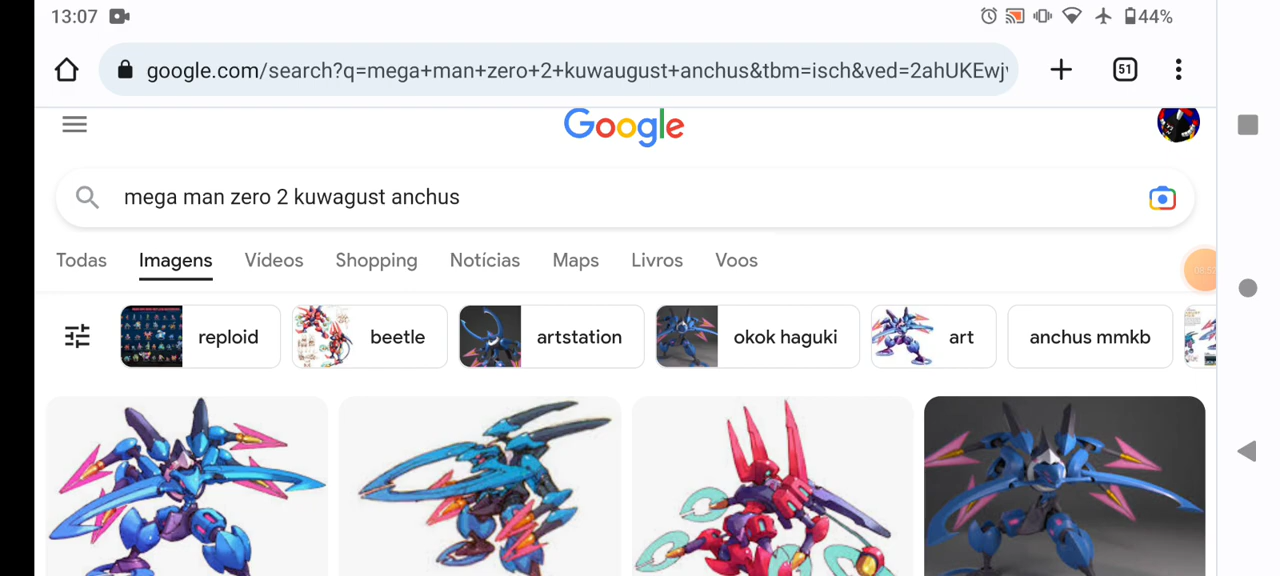 13:07 44%
google.com/search?q=mega+man+zero+2+kuwaugust+anchus&tbm=isch&ved=2ahUKEwj
51
Google
mega man zero 2 kuwagust anchus
Todas Imagens Vídeos Shopping Notícias Maps Livros Voos
reploid beetle artstation okok haguki art anchus mmkb